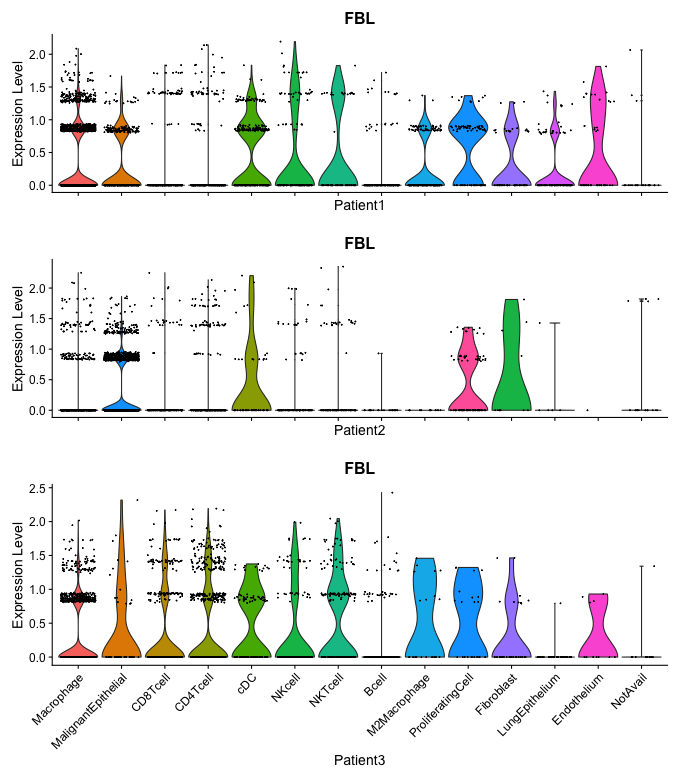 FBL
Expression Level
2.0
1.5
1.0
0.5
0.0
Patient1
FBL
Expression Level
2.0
1.5
1.0
0.5
0.0
Patient2
FBL
Expression Level
2.5
2.0
1.5
1.0
0.5
0.0
Macrophage
MalignantEpithelial
CD8Tcell
CD4Tcell
cDC
NKcell
NKTcell
Bcell
M2Macrophage
ProliferatingCell
Fibroblast
LungEpithelium
Endothelium
NotAvail
Patient3